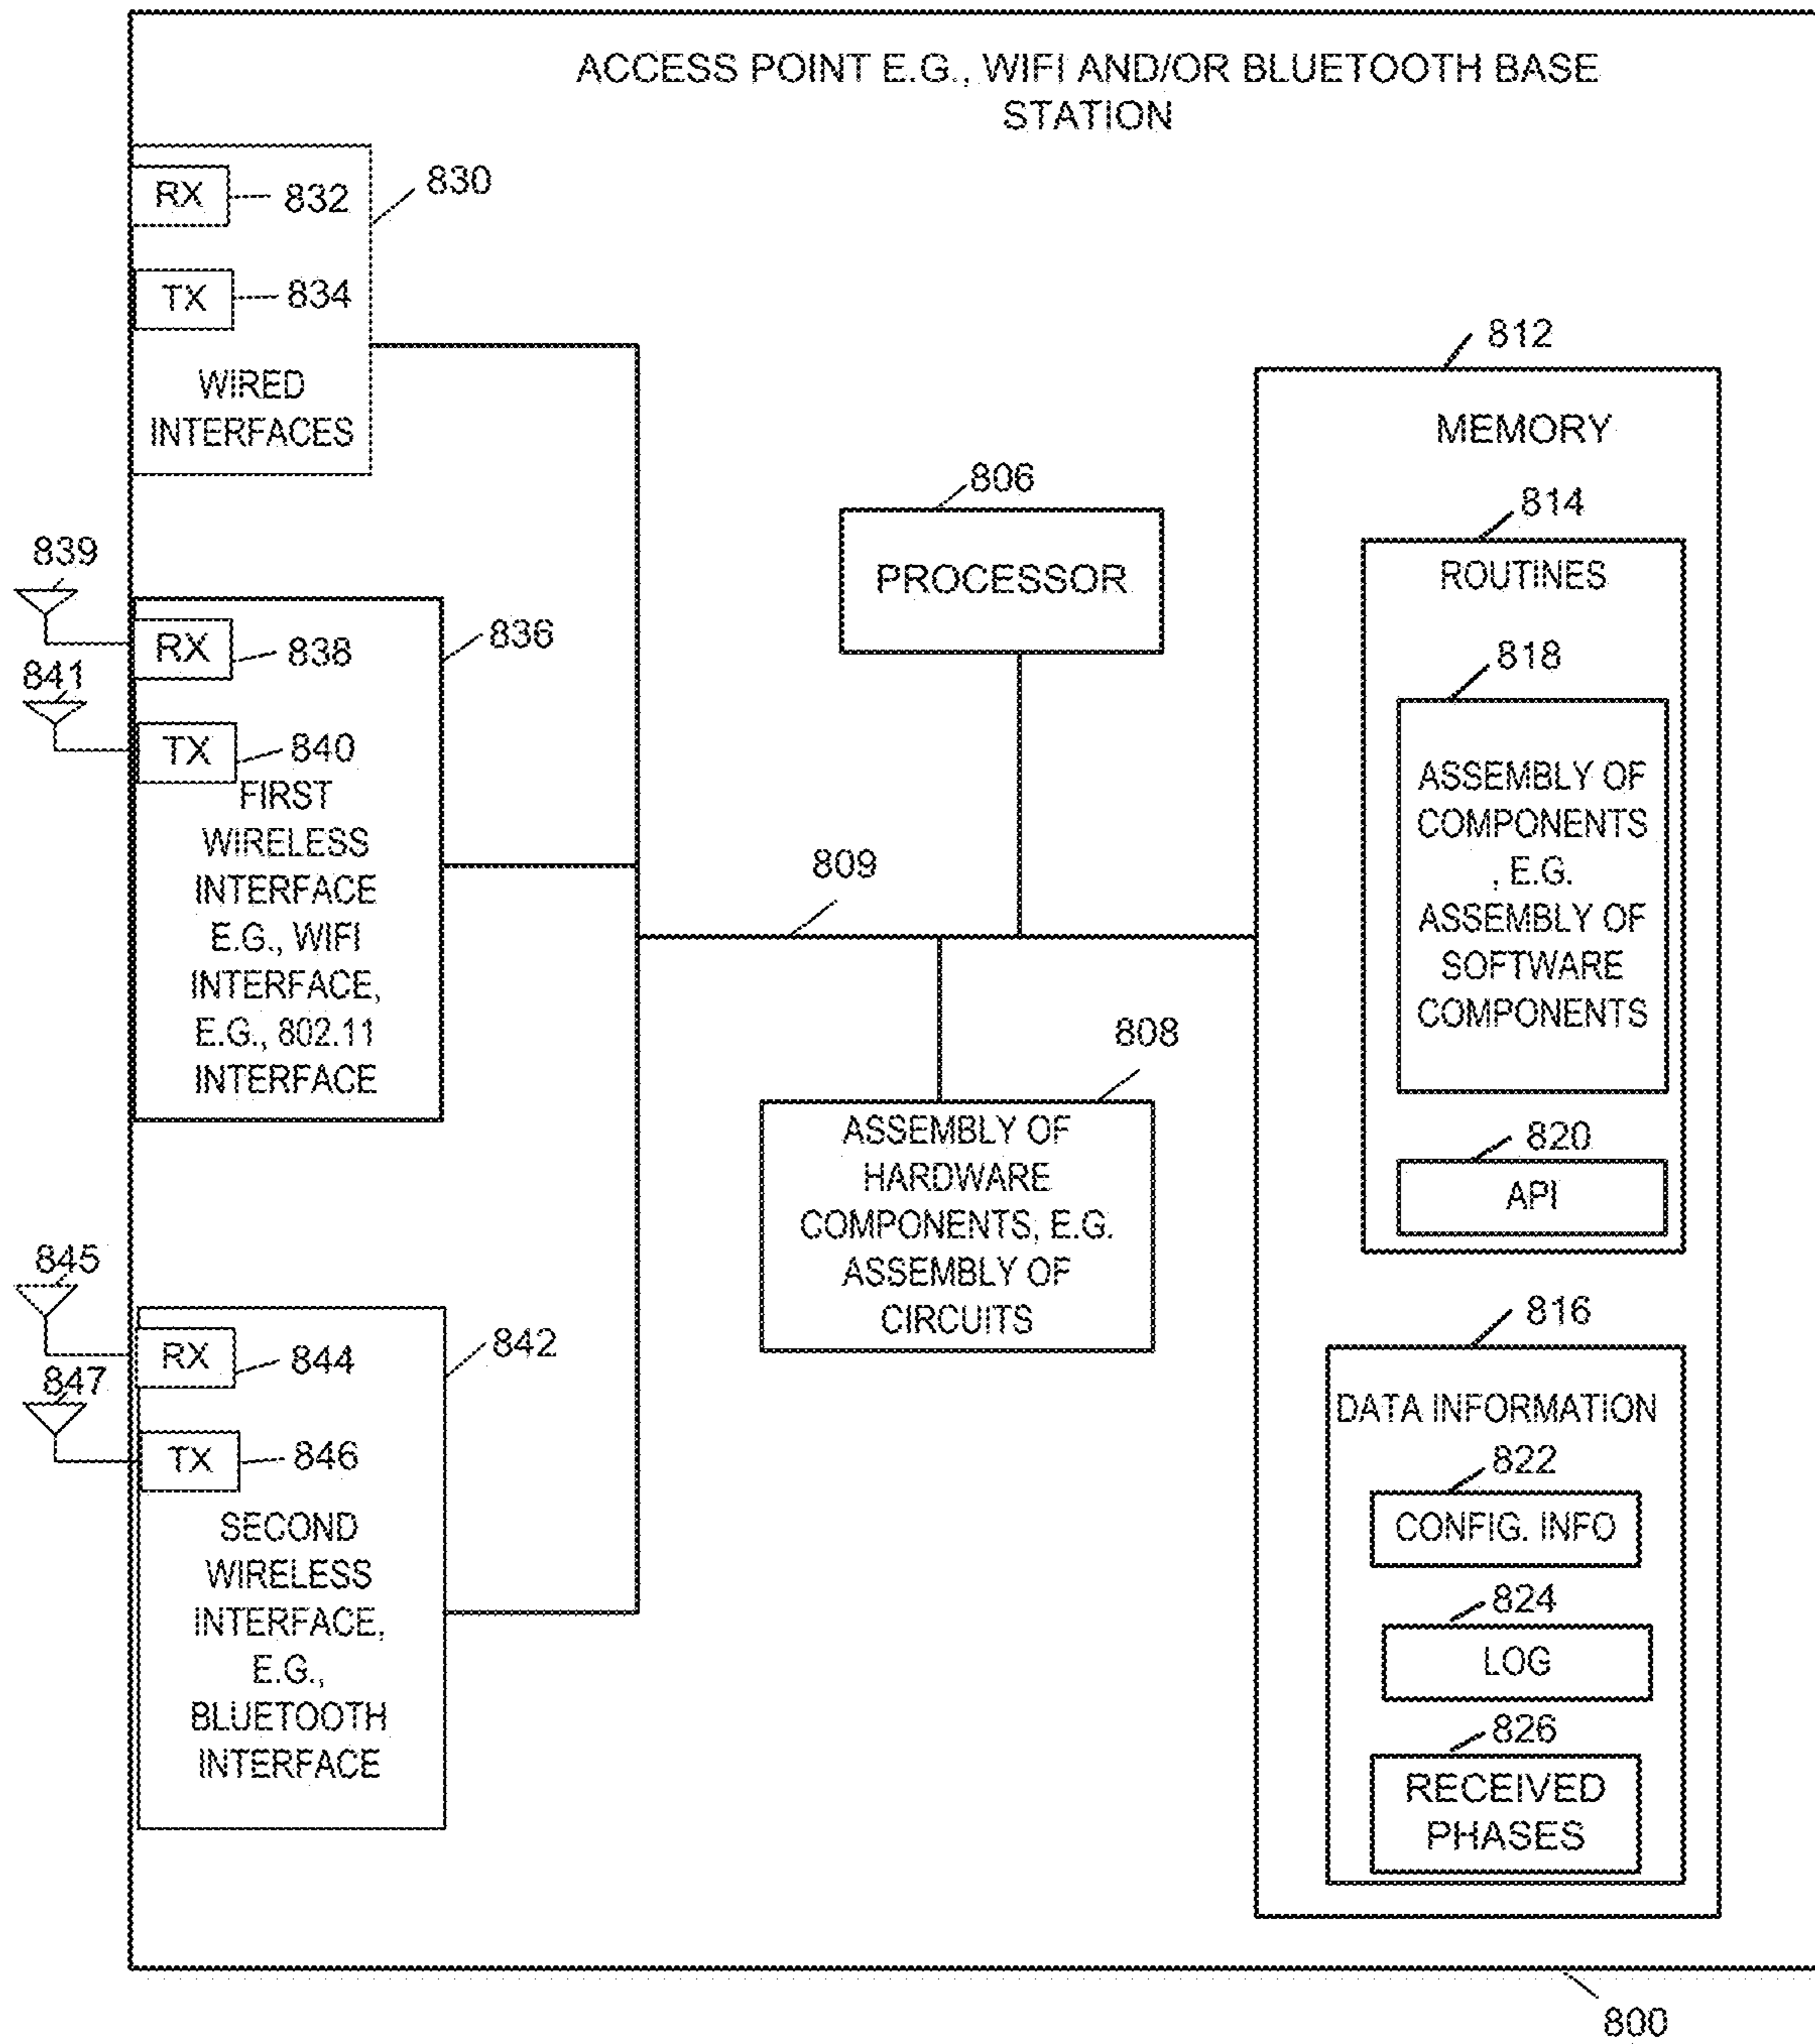 ACCESS POINT E.G., WIFI AND/OR BLUETOOTH BASE
STATION
RX
832
830
TX
834
WIRED
INTERFACES
839
RX
838
836
841
TX
840
FIRST
WIRELESS
INTERFACE
E.G., WIFI
INTERFACE,
E.G., 802.11
INTERFACE
845
RX
844
842
847
TX
846
SECOND
WIRELESS
INTERFACE,
E.G.,
BLUETOOTH
INTERFACE
806
PROCESSOR
809
808
ASSEMBLY OF
HARDWARE
COMPONENTS, E.G.
ASSEMBLY OF
CIRCUITS
812
MEMORY
814
ROUTINES
818
ASSEMBLY OF
COMPONENTS
, E.G.
ASSEMBLY OF
SOFTWARE
COMPONENTS
820
API
816
DATA INFORMATION
822
CONFIG. INFO
824
LOG
826
RECEIVED
PHASES
800